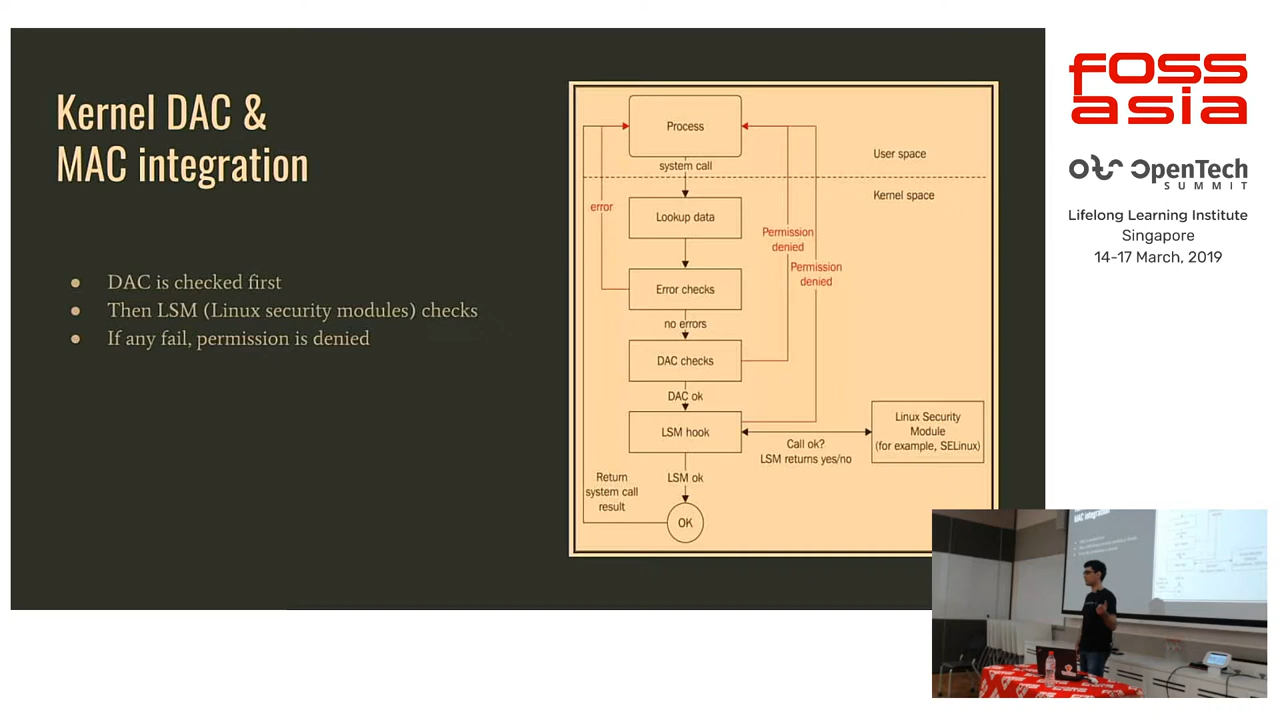 Kernel DAC &
MAC integration
● DAC is checked first
● Then LSM (Linux security modules) checks
● If any fail, permission is denied
Process
system call
User space
Kernel space
error
Lookup data
Permission
denied
Permission
denied
Error checks
no errors
DAC checks
DAC ok
LSM hook
Call ok?
LSM returns yes/no
Linux Security
Module
(for example, SELinux)
LSM ok
Return
system call
result
OK
FOSS
asia
OpenTech
SUMMIT
Lifelong Learning Institute
Singapore
14-17 March, 2019
MAC integration